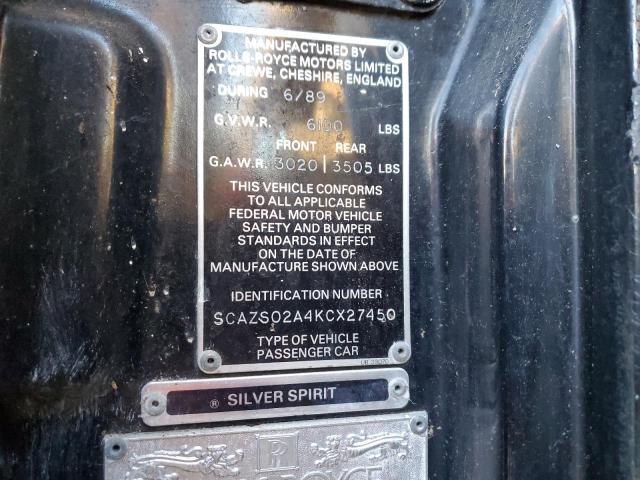 MANUFACTURED BY
ROLLS-ROYCE MOTORS LIMITED
AT CREWE, CHESHIRE, ENGLAND
DURING 6/89
G.V.W.R. 6100 LBS
FRONT REAR
G.A.W.R. 3020 | 3505 LBS
THIS VEHICLE CONFORMS
TO ALL APPLICABLE
FEDERAL MOTOR VEHICLE
SAFETY AND BUMPER
STANDARDS IN EFFECT
ON THE DATE OF
MANUFACTURE SHOWN ABOVE
IDENTIFICATION NUMBER
SCAZS02A4KCX27450
TYPE OF VEHICLE
PASSENGER CAR
® SILVER SPIRIT
R